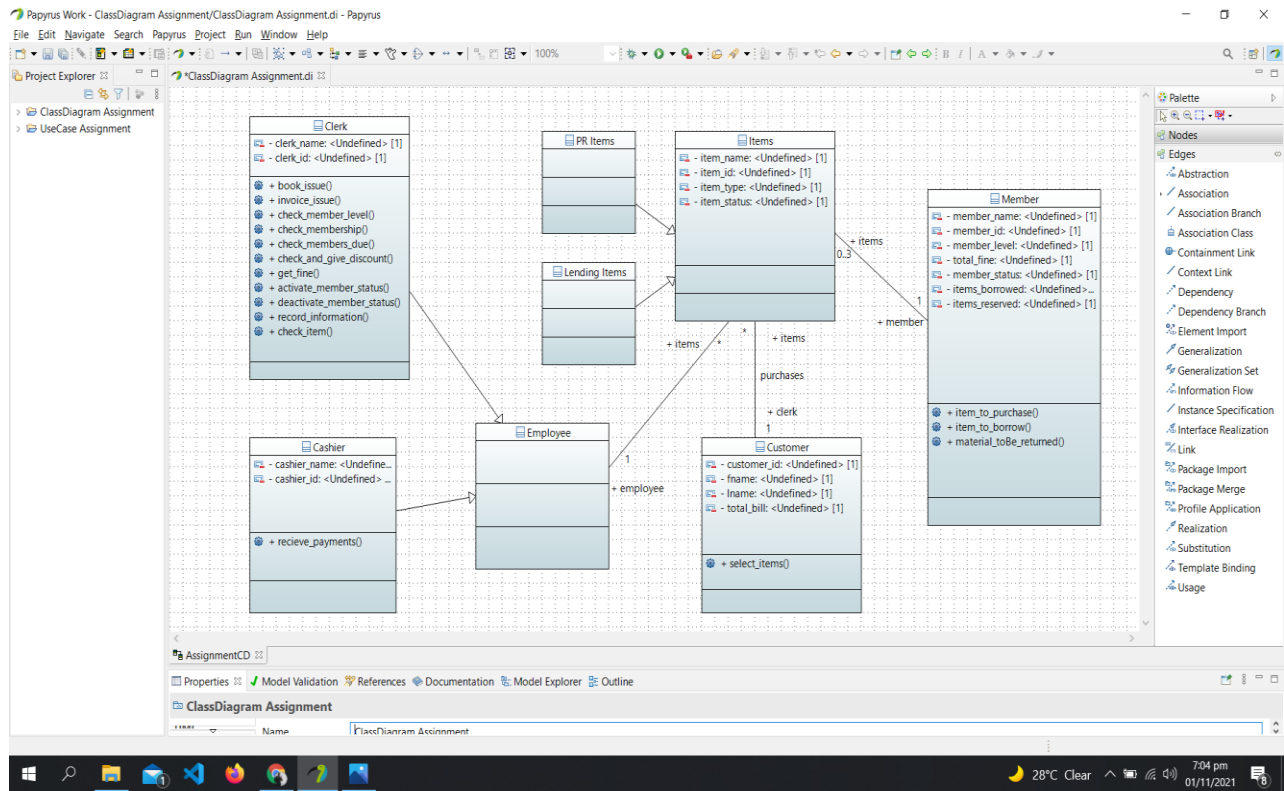 Papyrus Work - ClassDiagram Assignment/ClassDiagram Assignment.di - Papyrus
File Edit Navigate Search Papyrus Project Run Window Help
100%
B I A
Project Explorer
ClassDiagram Assignment
UseCase Assignment
*ClassDiagram Assignment.di
Clerk
- clerk_name: <Undefined> [1]
- clerk_id: <Undefined> [1]
+ book_issue()
+ invoice_issue()
+ check_member_level()
+ check_membership()
+ check_members_due()
+ check_and_give_discount()
+ get_fine()
+ activate_member_status()
+ deactivate_member_status()
+ record_information()
+ check_item()
PR Items
Lending Items
Items
- item_name: <Undefined> [1]
- item_id: <Undefined> [1]
- item_type: <Undefined> [1]
- item_status: <Undefined> [1]
+ items
0..3
1
+ member
Member
- member_name: <Undefined> [1]
- member_id: <Undefined> [1]
- member_level: <Undefined> [1]
- total_fine: <Undefined> [1]
- member_status: <Undefined> [1]
- items_borrowed: <Undefined>...
- items_reserved: <Undefined> [1]
+ item_to_purchase()
+ item_to_borrow()
+ material_toBe_returned()
+ items
*
*
+ items
purchases
+ clerk
1
Cashier
- cashier_name: <Undefine...
- cashier_id: <Undefined> ...
+ recieve_payments()
Employee
1
+ employee
Customer
- customer_id: <Undefined> [1]
- fname: <Undefined> [1]
- lname: <Undefined> [1]
- total_bill: <Undefined> [1]
+ select_items()
Palette
Nodes
Edges
Abstraction
Association
Association Branch
Association Class
Containment Link
Context Link
Dependency
Dependency Branch
Element Import
Generalization
Generalization Set
Information Flow
Instance Specification
Interface Realization
Link
Package Import
Package Merge
Profile Application
Realization
Substitution
Template Binding
Usage
AssignmentCD
Properties Model Validation References Documentation Model Explorer Outline
ClassDiagram Assignment
UML Name ClassDiagram Assignment
1
28°C Clear
7:04 pm
01/11/2021
8